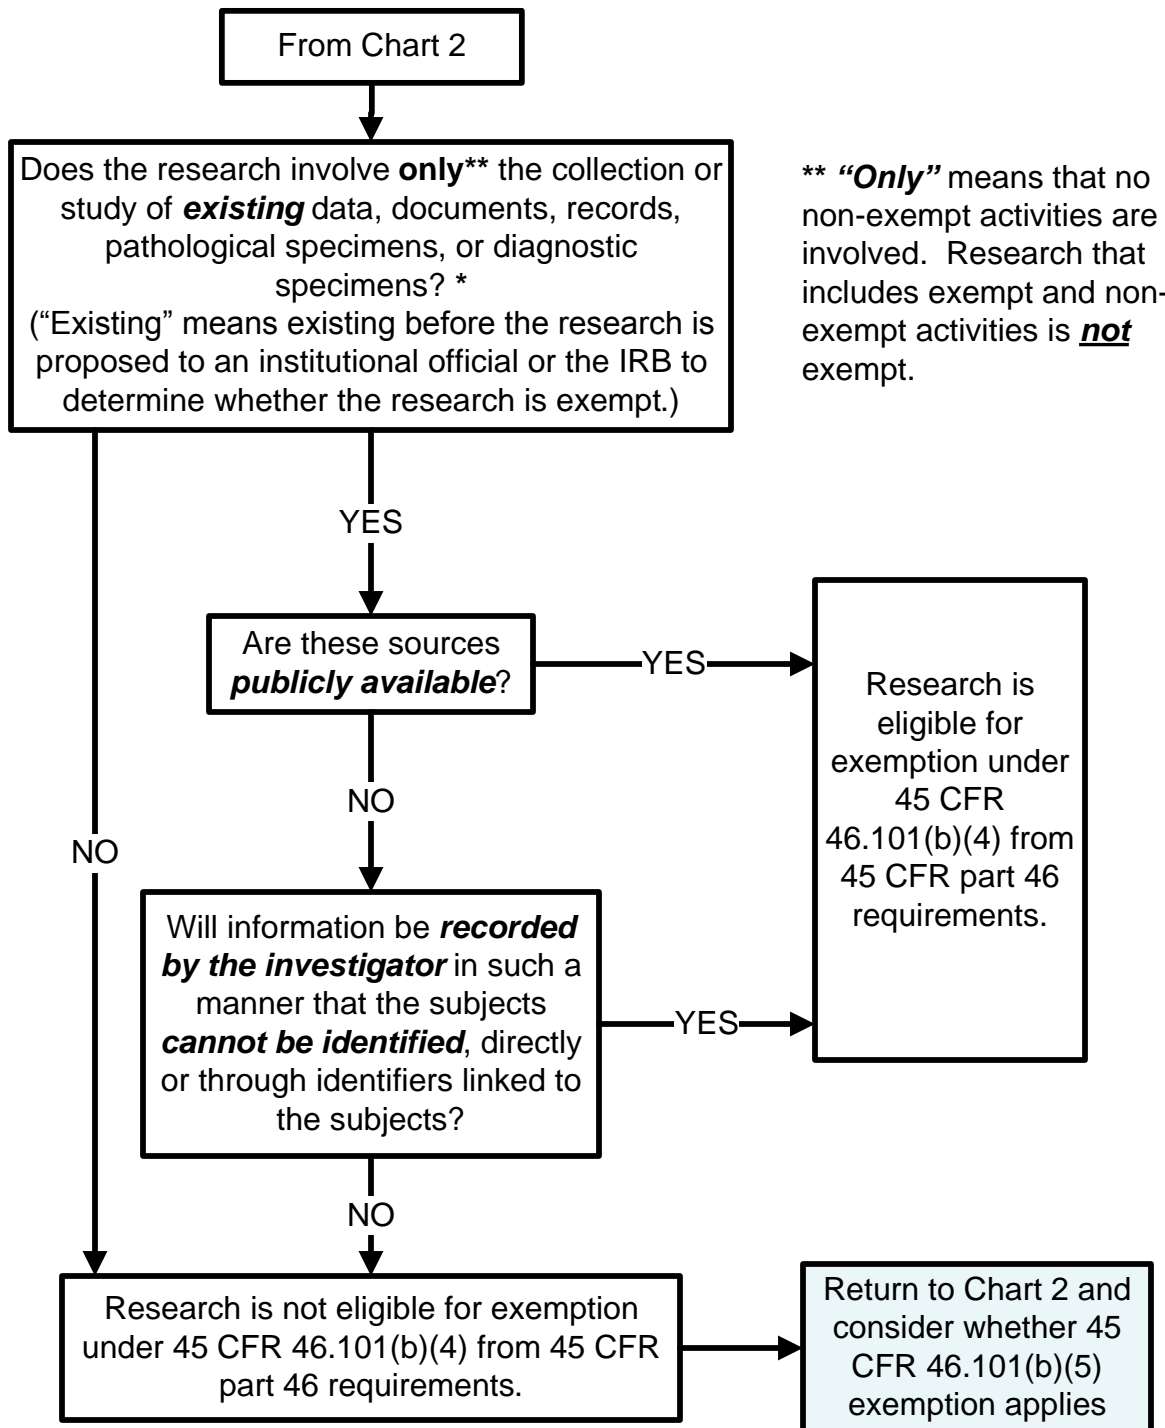 From Chart 2
Does the research involve only** the collection or
study of existing data, documents, records,
pathological specimens, or diagnostic
specimens? *
(“Existing” means existing before the research is
proposed to an institutional official or the IRB to
determine whether the research is exempt.)
** “Only” means that no
non-exempt activities are
involved. Research that
includes exempt and non-
exempt activities is not
exempt.
YES
Are these sources
publicly available?
YES
Research is
eligible for
exemption under
45 CFR
46.101(b)(4) from
45 CFR part 46
requirements.
NO
NO
Will information be recorded
by the investigator in such a
manner that the subjects
cannot be identified, directly
or through identifiers linked to
the subjects?
YES
NO
Research is not eligible for exemption
under 45 CFR 46.101(b)(4) from 45 CFR
part 46 requirements.
Return to Chart 2 and
consider whether 45
CFR 46.101(b)(5)
exemption applies